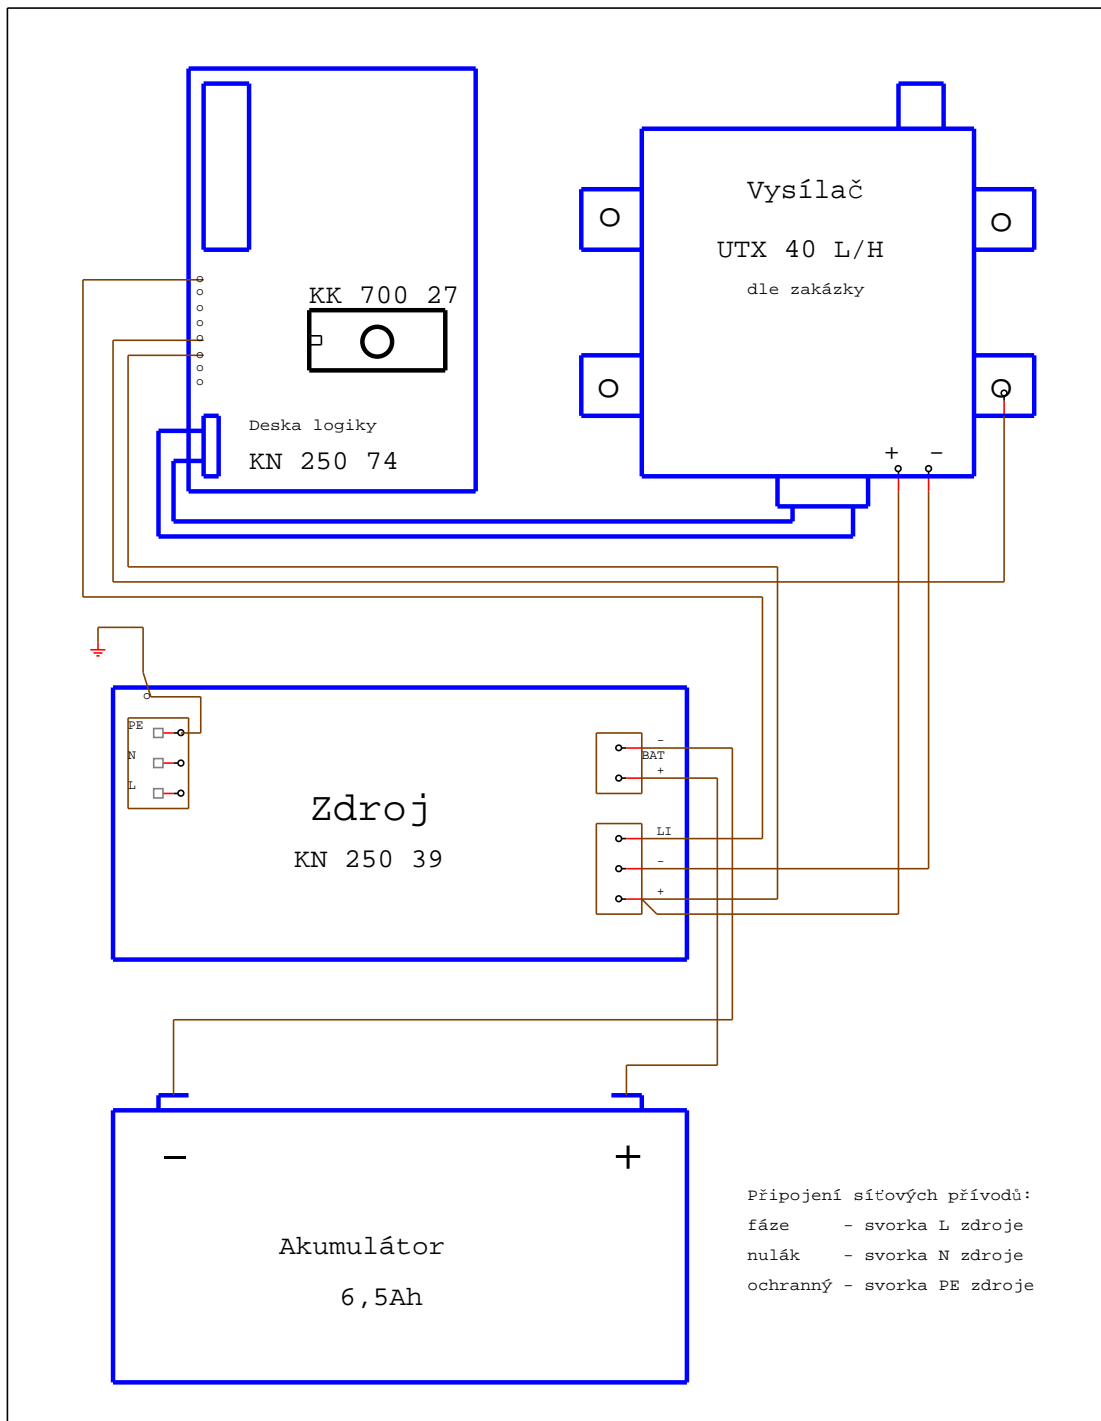 Vysílač
UTX 40 L/H
dle zakázky
KK 700 27
Deska logiky
KN 250 74
+ -
PE
N
L
-
BAT
+
Zdroj
KN 250 39
LI
-
+
- +
Akumulátor
6,5Ah
Připojení síťových přívodů:
fáze - svorka L zdroje
nulák - svorka N zdroje
ochranný - svorka PE zdroje